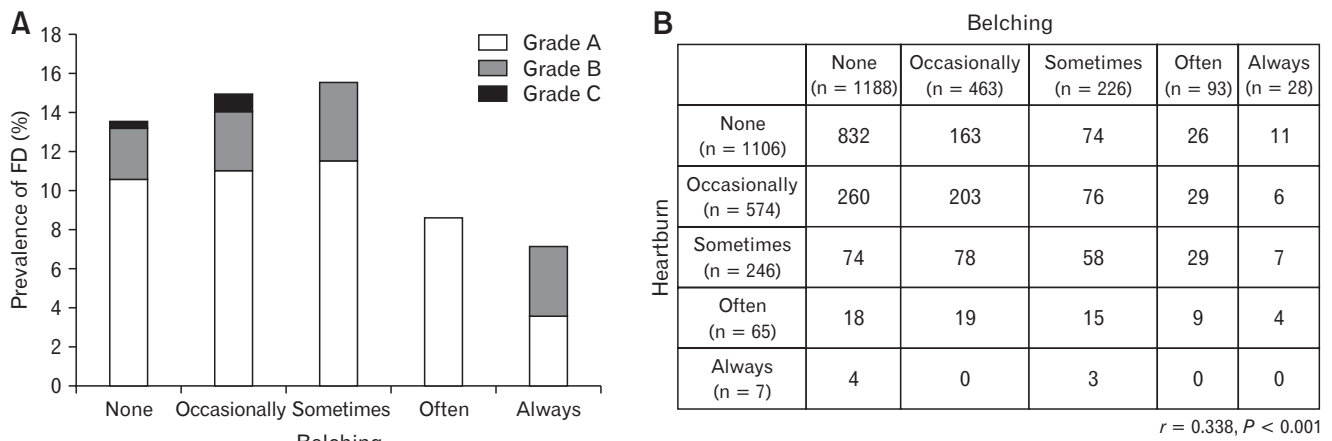 A
18
16
14
12
10
8
6
4
2
0
Prevalence of FD (%)
Grade A
Grade B
Grade C
None Occasionally Sometimes Often Always
Belching
B
Belching
None Occasionally Sometimes Often Always
(n = 1188) (n = 463) (n = 226) (n = 93) (n = 28)
Heartburn
None
(n = 1106)
832 163 74 26 11
Occasionally
(n = 574)
260 203 76 29 6
Sometimes
(n = 246)
74 78 58 29 7
Often
(n = 65)
18 19 15 9 4
Always
(n = 7)
4 0 3 0 0
r = 0.338, P < 0.001